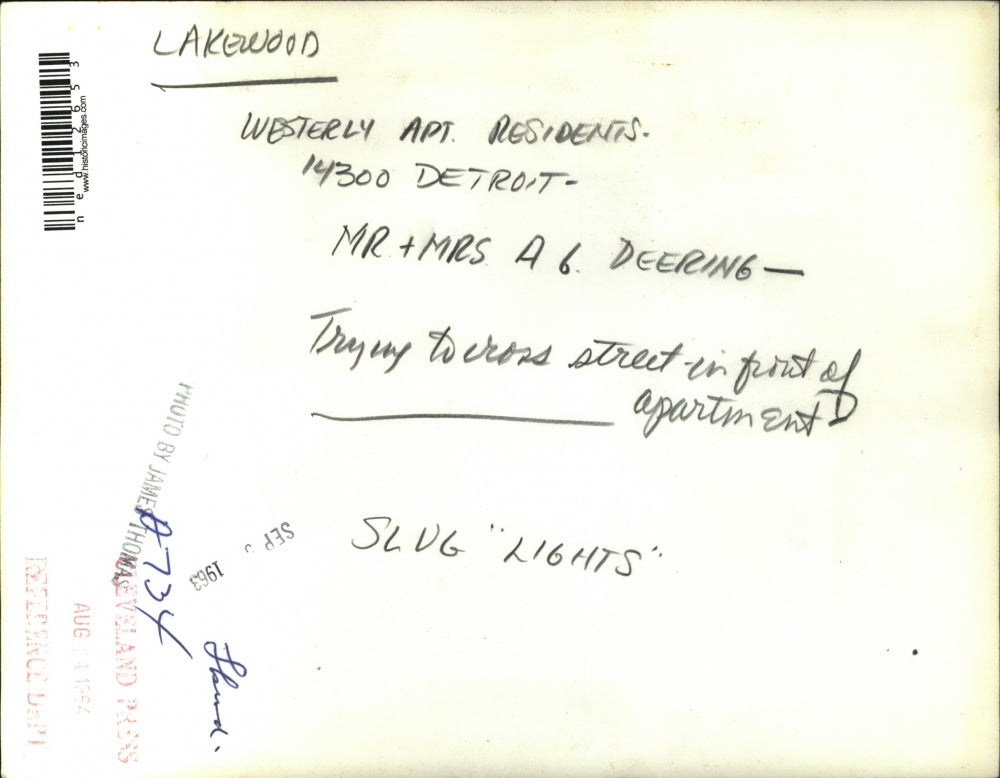 LAKEWOOD
WESTERLY APT. RESIDENTS.
14300 DETROIT-
MR. + MRS. A G. DEERING —
Trying to cross street in front of
apartment
SLUG "LIGHTS"
SEP
1963
PHOTO BY JAMES THOMAS
A-734
CLEVELAND PRESS
AUG
REFERENCE DEPT
www.historicimages.com